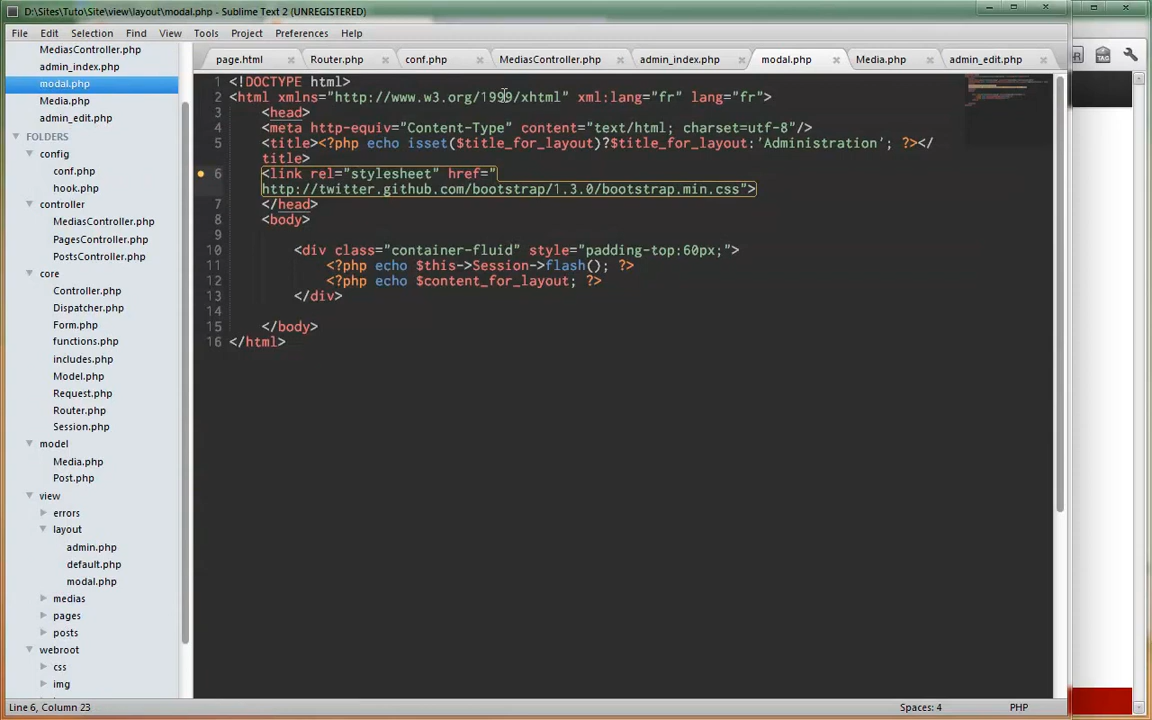 D:\Sites\Tuto\Site\view\layout\modal.php - Sublime Text 2 (UNREGISTERED)
File Edit Selection Find View Tools Project Preferences Help
MediasController.php
admin_index.php
modal.php
Media.php
admin_edit.php
FOLDERS
config
conf.php
hook.php
controller
MediasController.php
PagesController.php
PostsController.php
core
Controller.php
Dispatcher.php
Form.php
functions.php
includes.php
Model.php
Request.php
Router.php
Session.php
model
Media.php
Post.php
view
errors
layout
admin.php
default.php
modal.php
medias
pages
posts
webroot
css
img
page.html Router.php conf.php MediasController.php admin_index.php modal.php Media.php admin_edit.php
1 <!DOCTYPE html>
2 <html xmlns="http://www.w3.org/1999/xhtml" xml:lang="fr" lang="fr">
3 <head>
4 <meta http-equiv="Content-Type" content="text/html; charset=utf-8"/>
5 <title><?php echo isset($title_for_layout)?$title_for_layout:'Administration'; ?></
title>
6 <link rel="stylesheet" href="
http://twitter.github.com/bootstrap/1.3.0/bootstrap.min.css">
7 </head>
8 <body>
9
10 <div class="container-fluid" style="padding-top:60px;">
11 <?php echo $this->Session->flash(); ?>
12 <?php echo $content_for_layout; ?>
13 </div>
14
15 </body>
16 </html>
Line 6, Column 23 Spaces: 4 PHP